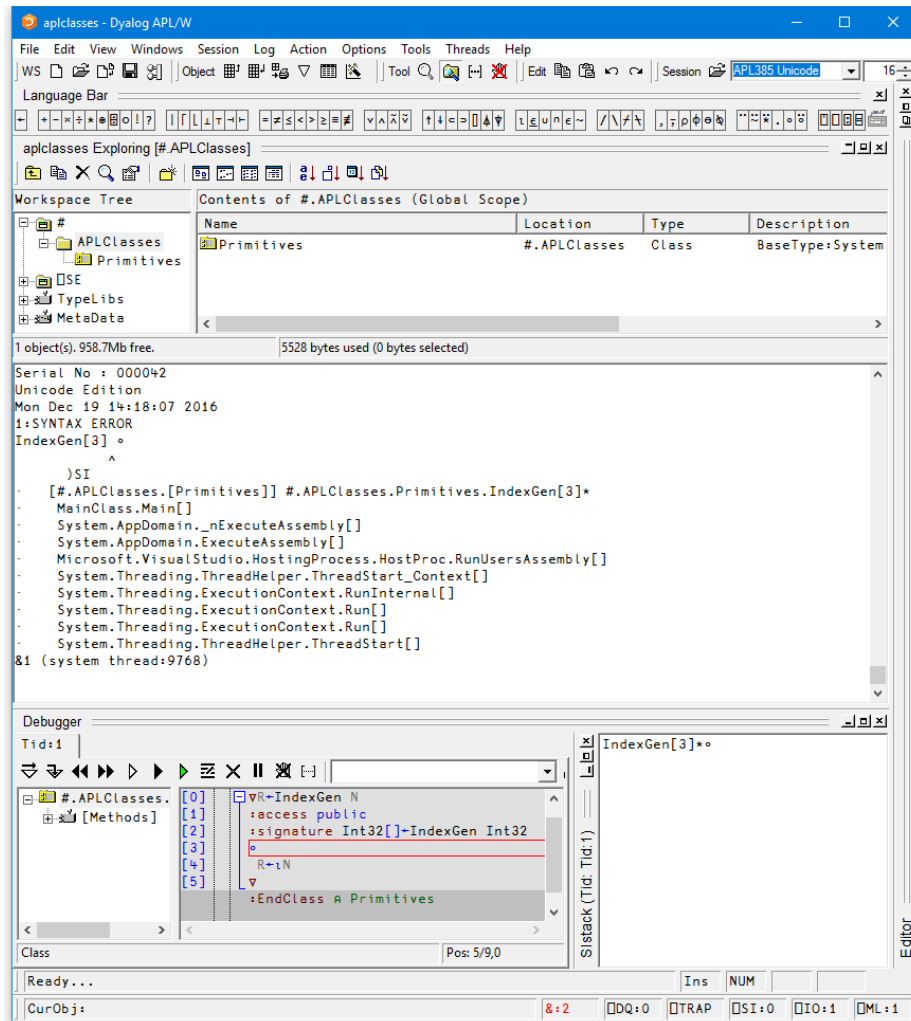 aplclasses - Dyalog APL/W
File Edit View Windows Session Log Action Options Tools Threads Help
WS Object Tool Edit Session APL385 Unicode 16
Language Bar
← + - × ÷ * ⍟ ⌹ ○ ! ? | ⌈ ⌊ ⊥ ⊤ ⊣ ⊢ = ≠ ≤ < > ≥ ≡ ≢ ∨ ∧ ⍲ ⍱ ↑ ↓ ⊂ ⊃ ⌷ ⍋ ⍒ ⍳ ⍷ ∪ ∩ ∊ ~ / \ ⌿ ⍀ , ⍪ ⍴ ⌽ ⊖ ⍉ ¨ ⍨ ⍣ . ∘ ⍤
aplclasses Exploring [#.APLClasses]
Workspace Tree
Contents of #.APLClasses (Global Scope)
#
APLClasses
Primitives
⎕SE
TypeLibs
MetaData
Name Location Type Description
Primitives #.APLClasses Class BaseType:System
1 object(s). 958.7Mb free. 5528 bytes used (0 bytes selected)
Serial No : 000042
Unicode Edition
Mon Dec 19 14:18:07 2016
1:SYNTAX ERROR
IndexGen[3] ∘
^
)SI
· [#.APLClasses.[Primitives]] #.APLClasses.Primitives.IndexGen[3]*
· MainClass.Main[]
· System.AppDomain._nExecuteAssembly[]
· System.AppDomain.ExecuteAssembly[]
· Microsoft.VisualStudio.HostingProcess.HostProc.RunUsersAssembly[]
· System.Threading.ThreadHelper.ThreadStart_Context[]
· System.Threading.ExecutionContext.RunInternal[]
· System.Threading.ExecutionContext.Run[]
· System.Threading.ExecutionContext.Run[]
· System.Threading.ThreadHelper.ThreadStart[]
&1 (system thread:9768)
Debugger
Tid:1
#.APLClasses.
[Methods]
[0] ∇R←IndexGen N
[1] :access public
[2] :signature Int32[]←IndexGen Int32
[3] ∘
[4] R←⍳N
[5] ∇
:EndClass ⍝ Primitives
Class Pos: 5/9,0
SIstack (Tid: Tid:1)
IndexGen[3]*∘
Editor
Ready... Ins NUM
CurObj: &:2 ⎕DQ:0 ⎕TRAP ⎕SI:0 ⎕IO:1 ⎕ML:1